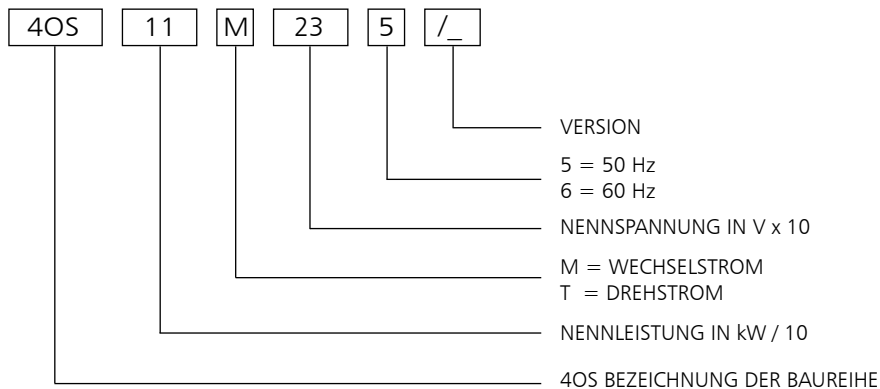 4OS 11 M 23 5 /_
VERSION
5 = 50 Hz
6 = 60 Hz
NENNSPANNUNG IN V x 10
M = WECHSELSTROM
T = DREHSTROM
NENNLEISTUNG IN kW / 10
4OS BEZEICHNUNG DER BAUREIHE